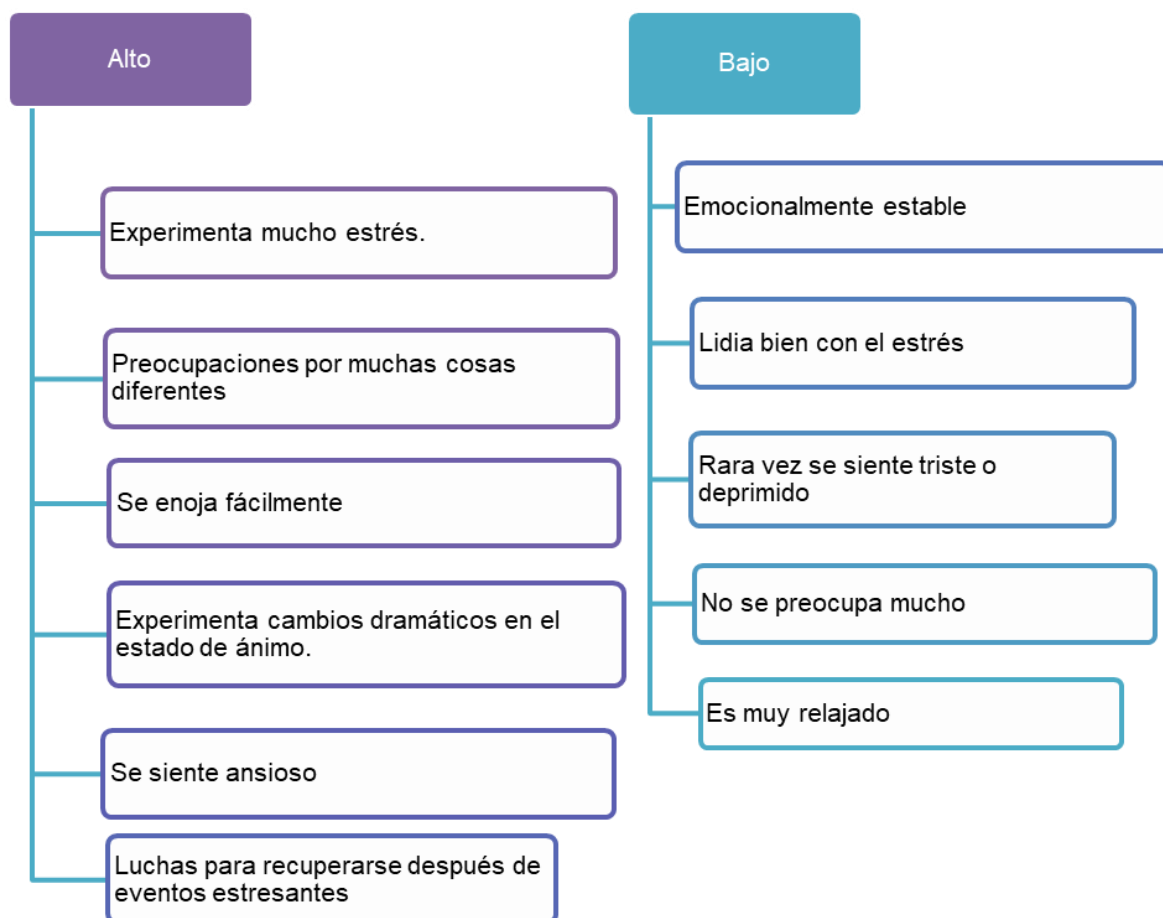 Alto
Experimenta mucho estrés.
Preocupaciones por muchas cosas
diferentes
Se enoja fácilmente
Experimenta cambios dramáticos en el
estado de ánimo.
Se siente ansioso
Luchas para recuperarse después de
eventos estresantes
Bajo
Emocionalmente estable
Lidia bien con el estrés
Rara vez se siente triste o
deprimido
No se preocupa mucho
Es muy relajado